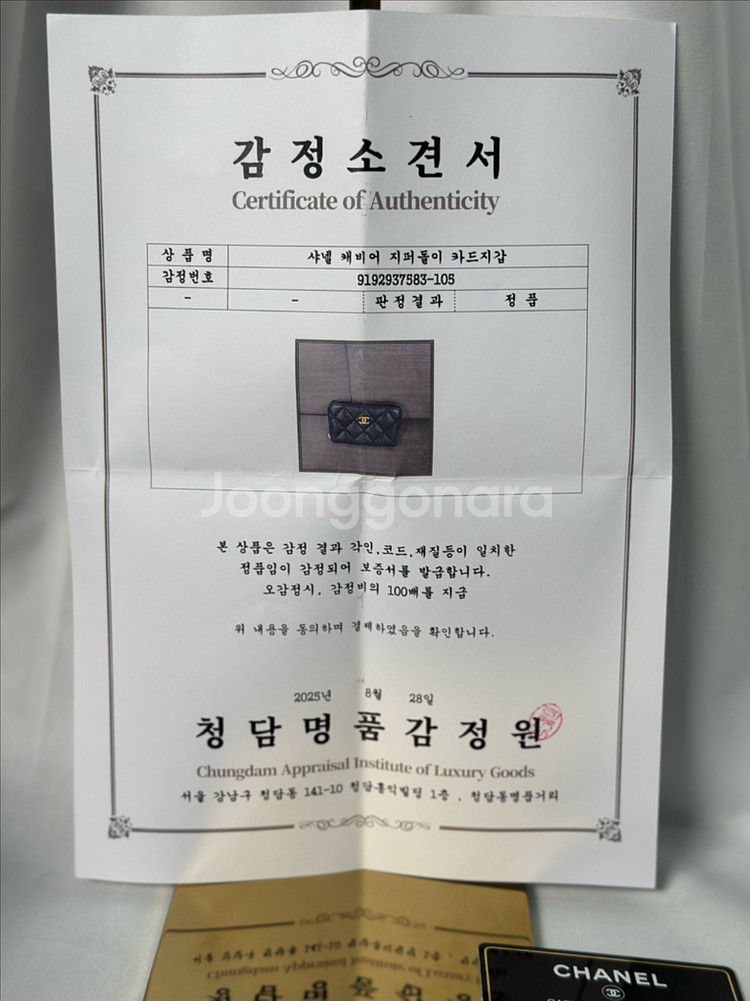 감정소견서
Certificate of Authenticity
상품명 샤넬 캐비어 지퍼돌이 카드지갑
감정번호 9192937583-105
- - 판정결과 정품
Joonggonara
본 상품은 감정 결과 각인,코드,재질등이 일치한
정품임이 감정되어 보증서를 발급합니다.
오감정시, 감정비의 100배를 지급
위 내용을 동의하며 결제하였음을 확인합니다.
2025년 8월 28일
청담명품감정원
Chungdam Appraisal Institute of Luxury Goods
서울 강남구 청담동 141-10 청담홍익빌딩 1층, 청담동명품거리
CHANEL